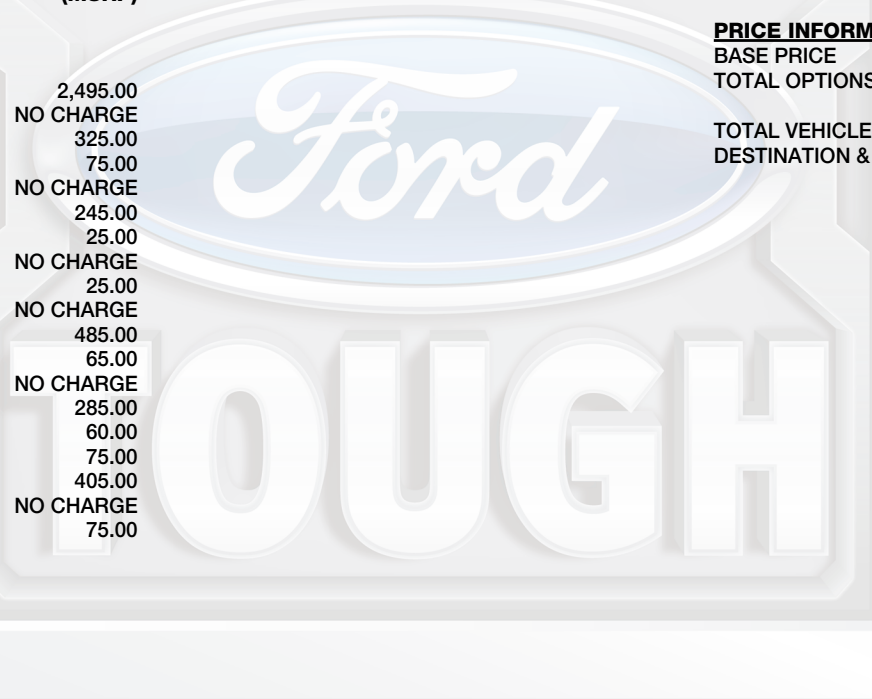 (MSRP)
2,495.00
NO CHARGE
325.00
75.00
NO CHARGE
245.00
25.00
NO CHARGE
25.00
NO CHARGE
485.00
65.00
NO CHARGE
285.00
60.00
75.00
405.00
NO CHARGE
75.00
PRICE INFORM
BASE PRICE
TOTAL OPTIONS
TOTAL VEHICLE
DESTINATION &
Ford
TOUGH